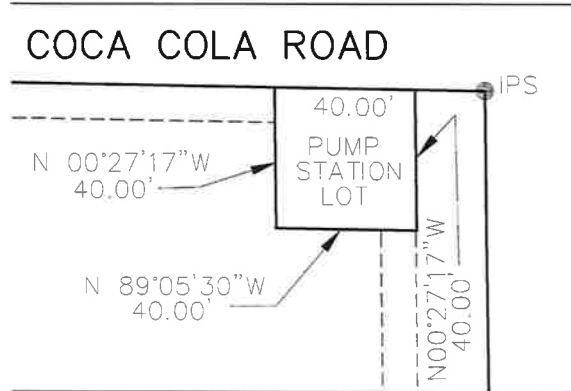 COCA COLA ROAD
IPS
40.00'
PUMP
STATION
LOT
N 00°27'17"W
40.00'
N 89°05'30"W
40.00'
N00°27'17"W
40.00'